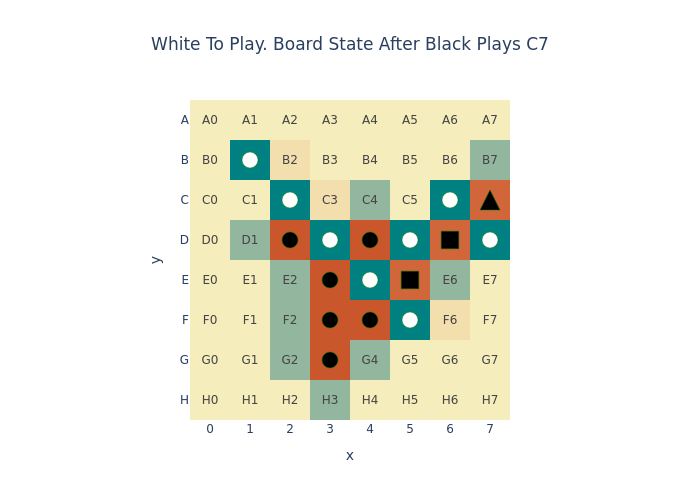 White To Play. Board State After Black Plays C7
A A0 A1 A2 A3 A4 A5 A6 A7
B B0 B2 B3 B4 B5 B6 B7
C C0 C1 C3 C4 C5
D D0 D1
E E0 E1 E2 E6 E7
F F0 F1 F2 F6 F7
G G0 G1 G2 G4 G5 G6 G7
H H0 H1 H2 H3 H4 H5 H6 H7
0 1 2 3 4 5 6 7
x
y